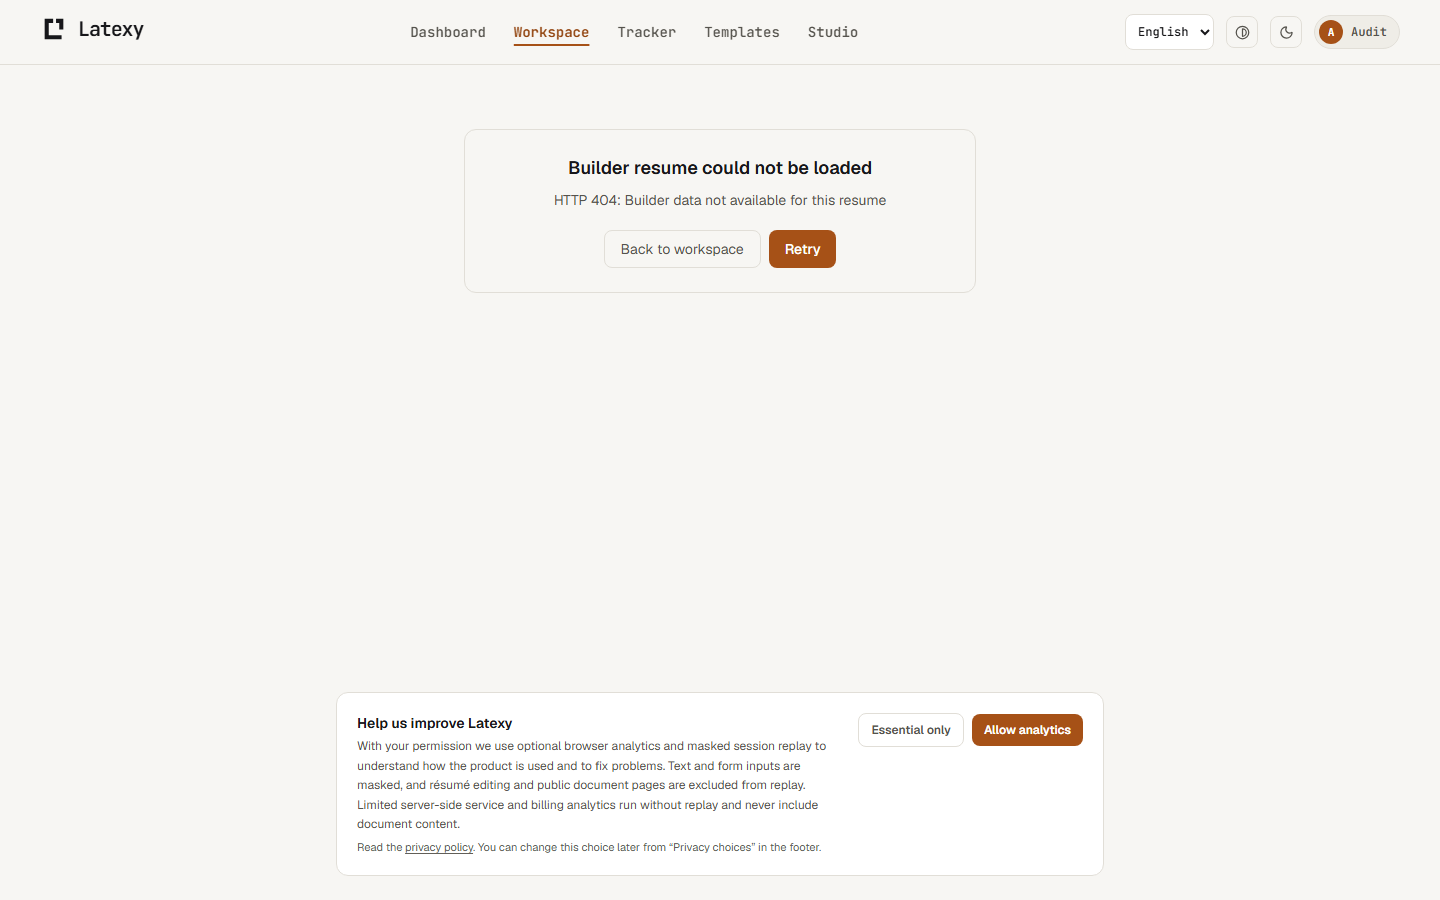 Latexy
Dashboard
Workspace
Tracker
Templates
Studio
English
A
Audit
Builder resume could not be loaded
HTTP 404: Builder data not available for this resume
Back to workspace
Retry
Help us improve Latexy
With your permission we use optional browser analytics and masked session replay to
understand how the product is used and to fix problems. Text and form inputs are
masked, and résumé editing and public document pages are excluded from replay.
Limited server-side service and billing analytics run without replay and never include
document content.
Read the privacy policy. You can change this choice later from “Privacy choices” in the footer.
Essential only
Allow analytics